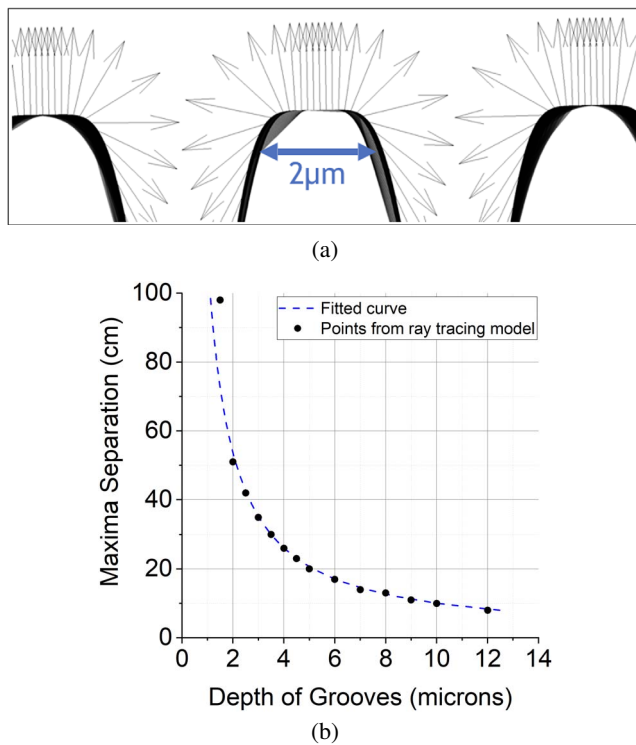 2μm
(a)
100
80
60
40
20
0
Maxima Separation (cm)
Fitted curve
Points from ray tracing model
0 2 4 6 8 10 12 14
Depth of Grooves (microns)
(b)